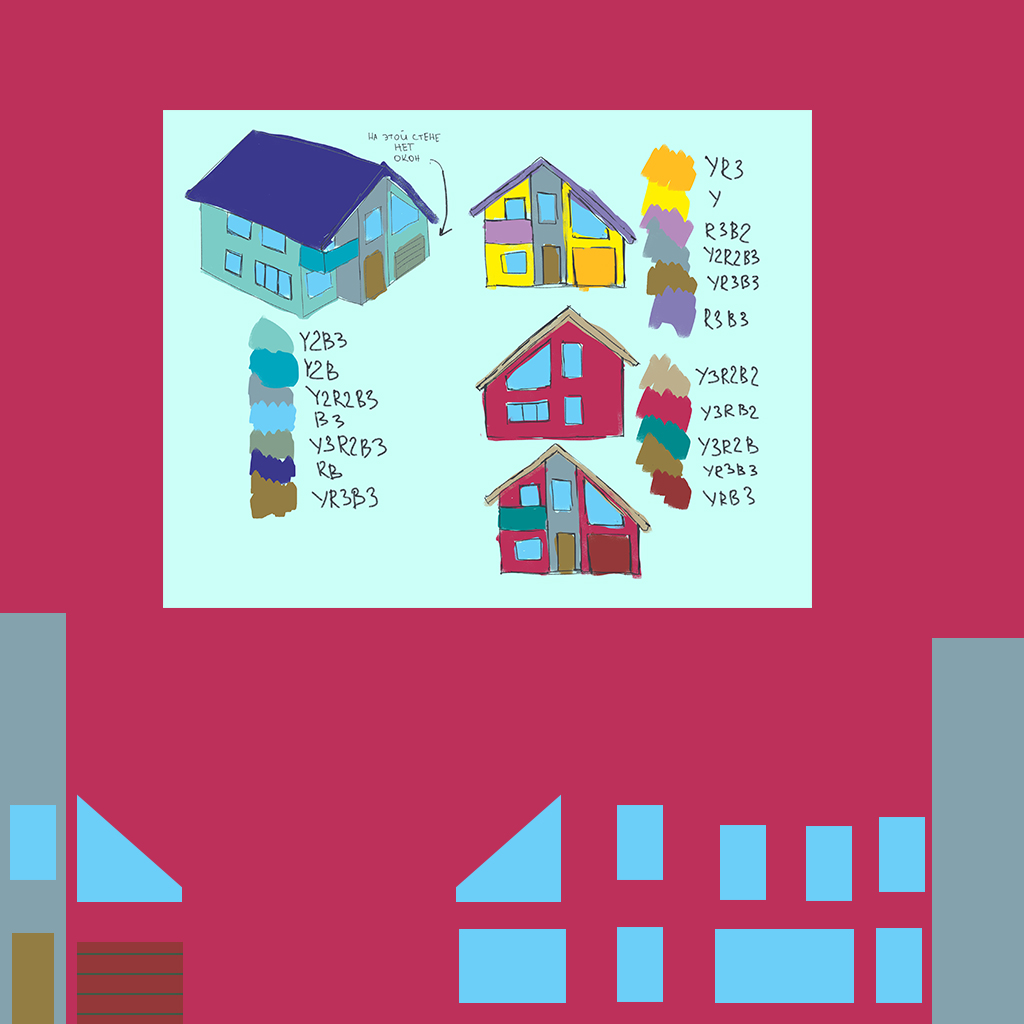 НА ЭТОЙ СТЕНЕ
НЕТ
ОКОН
Y2B3
Y2B
Y2R2B3
B3
Y3R2B3
RB
YR3B3
YR3
Y
R3B2
Y2R2B3
YR3B3
R3B3
Y3R2B2
Y3RB2
Y3R2B
YR3B3
YRB3